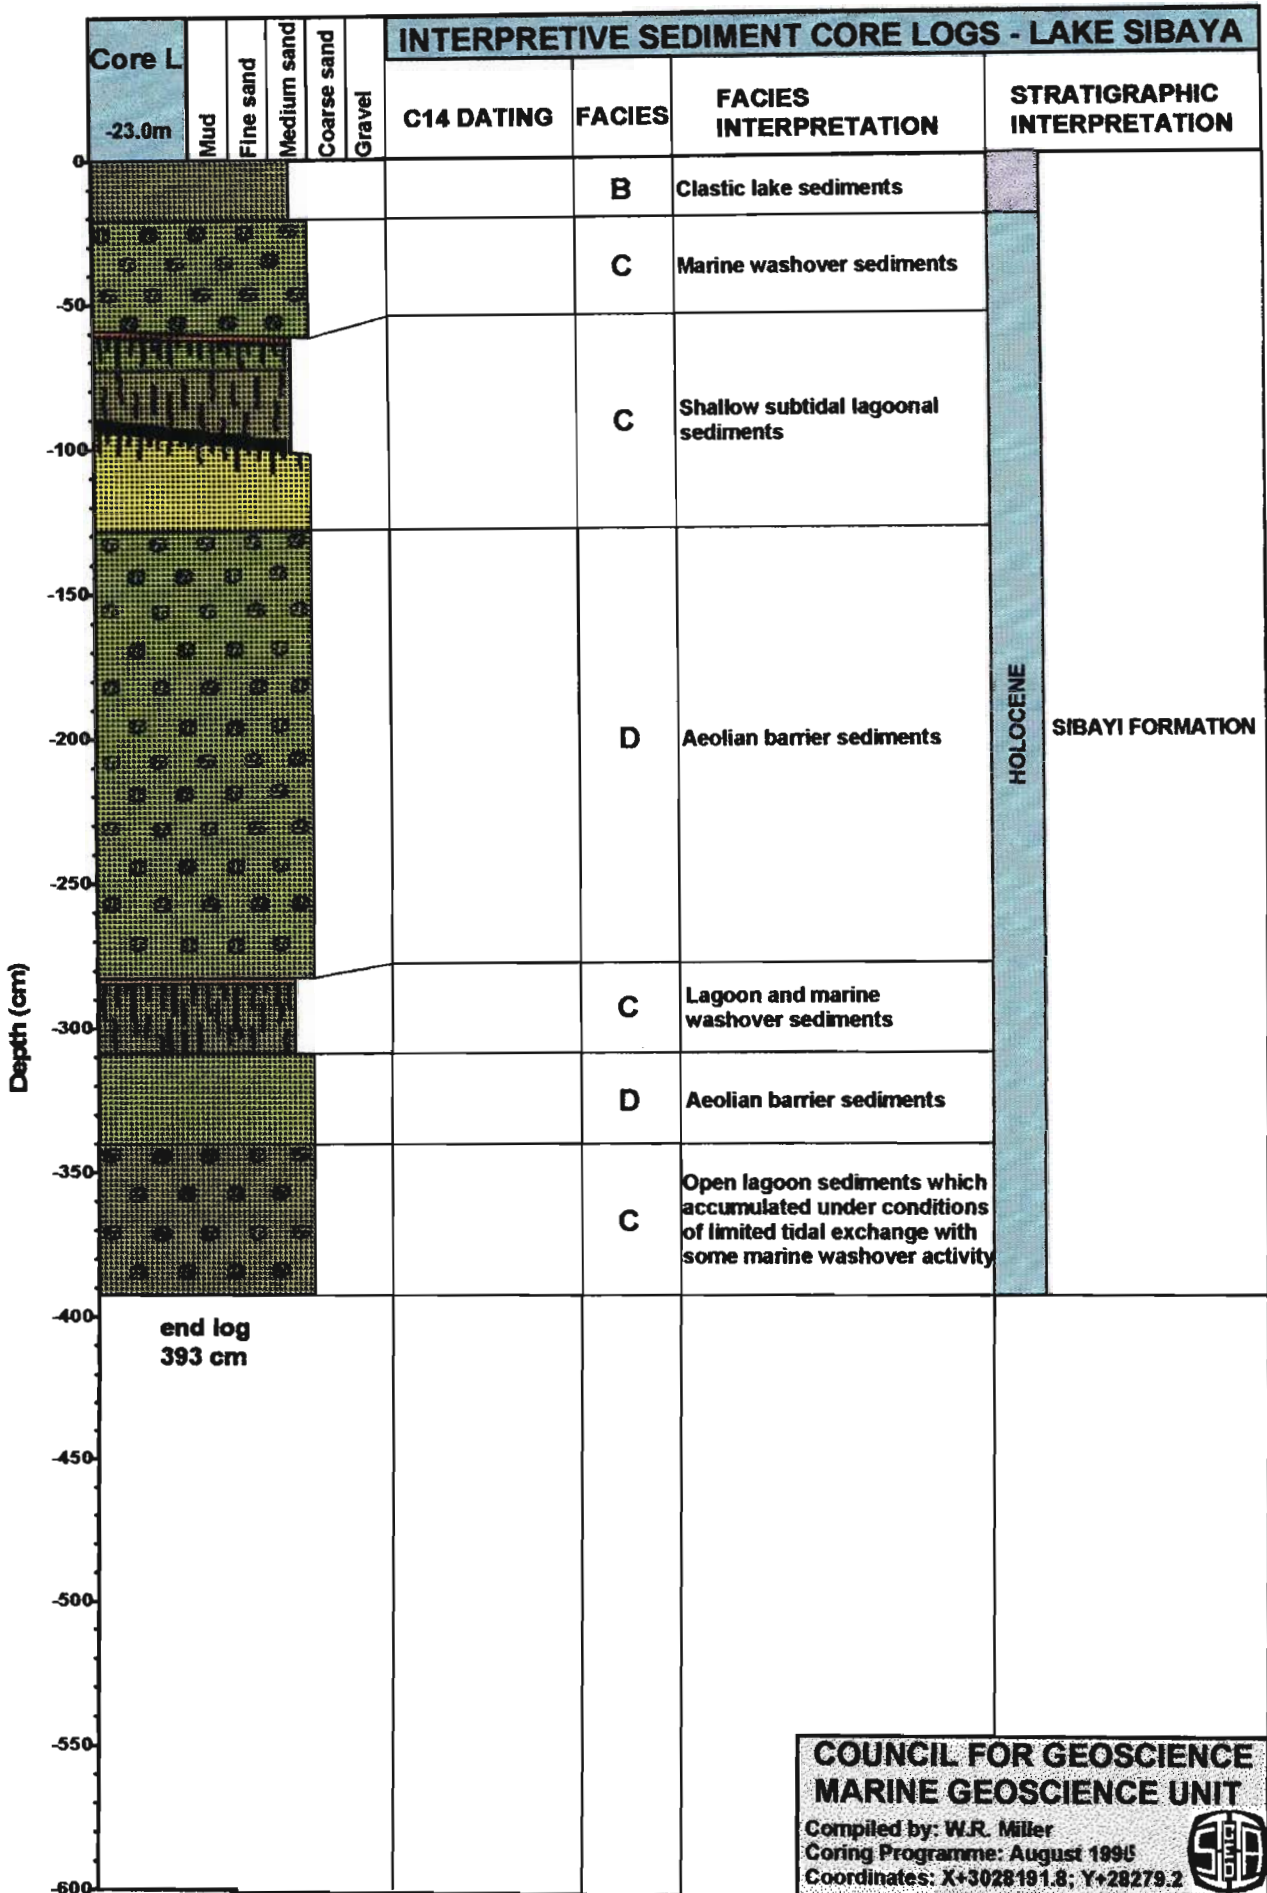 INTERPRETIVE SEDIMENT CORE LOGS - LAKE SIBAYA
Core L
-23.0m
Mud
Fine sand
Medium sand
Coarse sand
Gravel
C14 DATING
FACIES
FACIES
INTERPRETATION
STRATIGRAPHIC
INTERPRETATION
Depth (cm)
0
-50
-100
-150
-200
-250
-300
-350
-400
-450
-500
-550
-600
B
Clastic lake sediments
C
Marine washover sediments
C
Shallow subtidal lagoonal
sediments
D
Aeolian barrier sediments
C
Lagoon and marine
washover sediments
D
Aeolian barrier sediments
C
Open lagoon sediments which
accumulated under conditions
of limited tidal exchange with
some marine washover activity
HOLOCENE
SIBAYI FORMATION
end log
393 cm
COUNCIL FOR GEOSCIENCE
MARINE GEOSCIENCE UNIT
Compiled by: W.R. Miller
Coring Programme: August
Coordinates: X+3028191.8; Y+28279.2